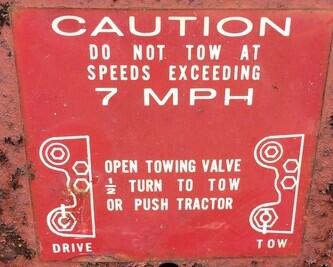 CAUTION
DO NOT TOW AT
SPEEDS EXCEEDING
7 MPH
OPEN TOWING VALVE
½ TURN TO TOW
OR PUSH TRACTOR
DRIVE
TOW